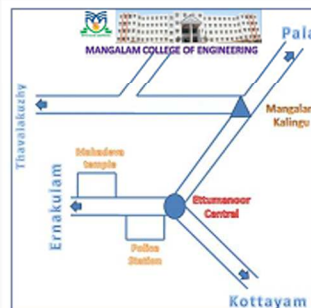 MANGALAM COLLEGE OF ENGINEERING
Pala
Thavalakuzhy
Mangalam
Kalingu
Mahadeva
temple
Ernakulam
Ettumanoor
Central
Police
Station
Kottayam